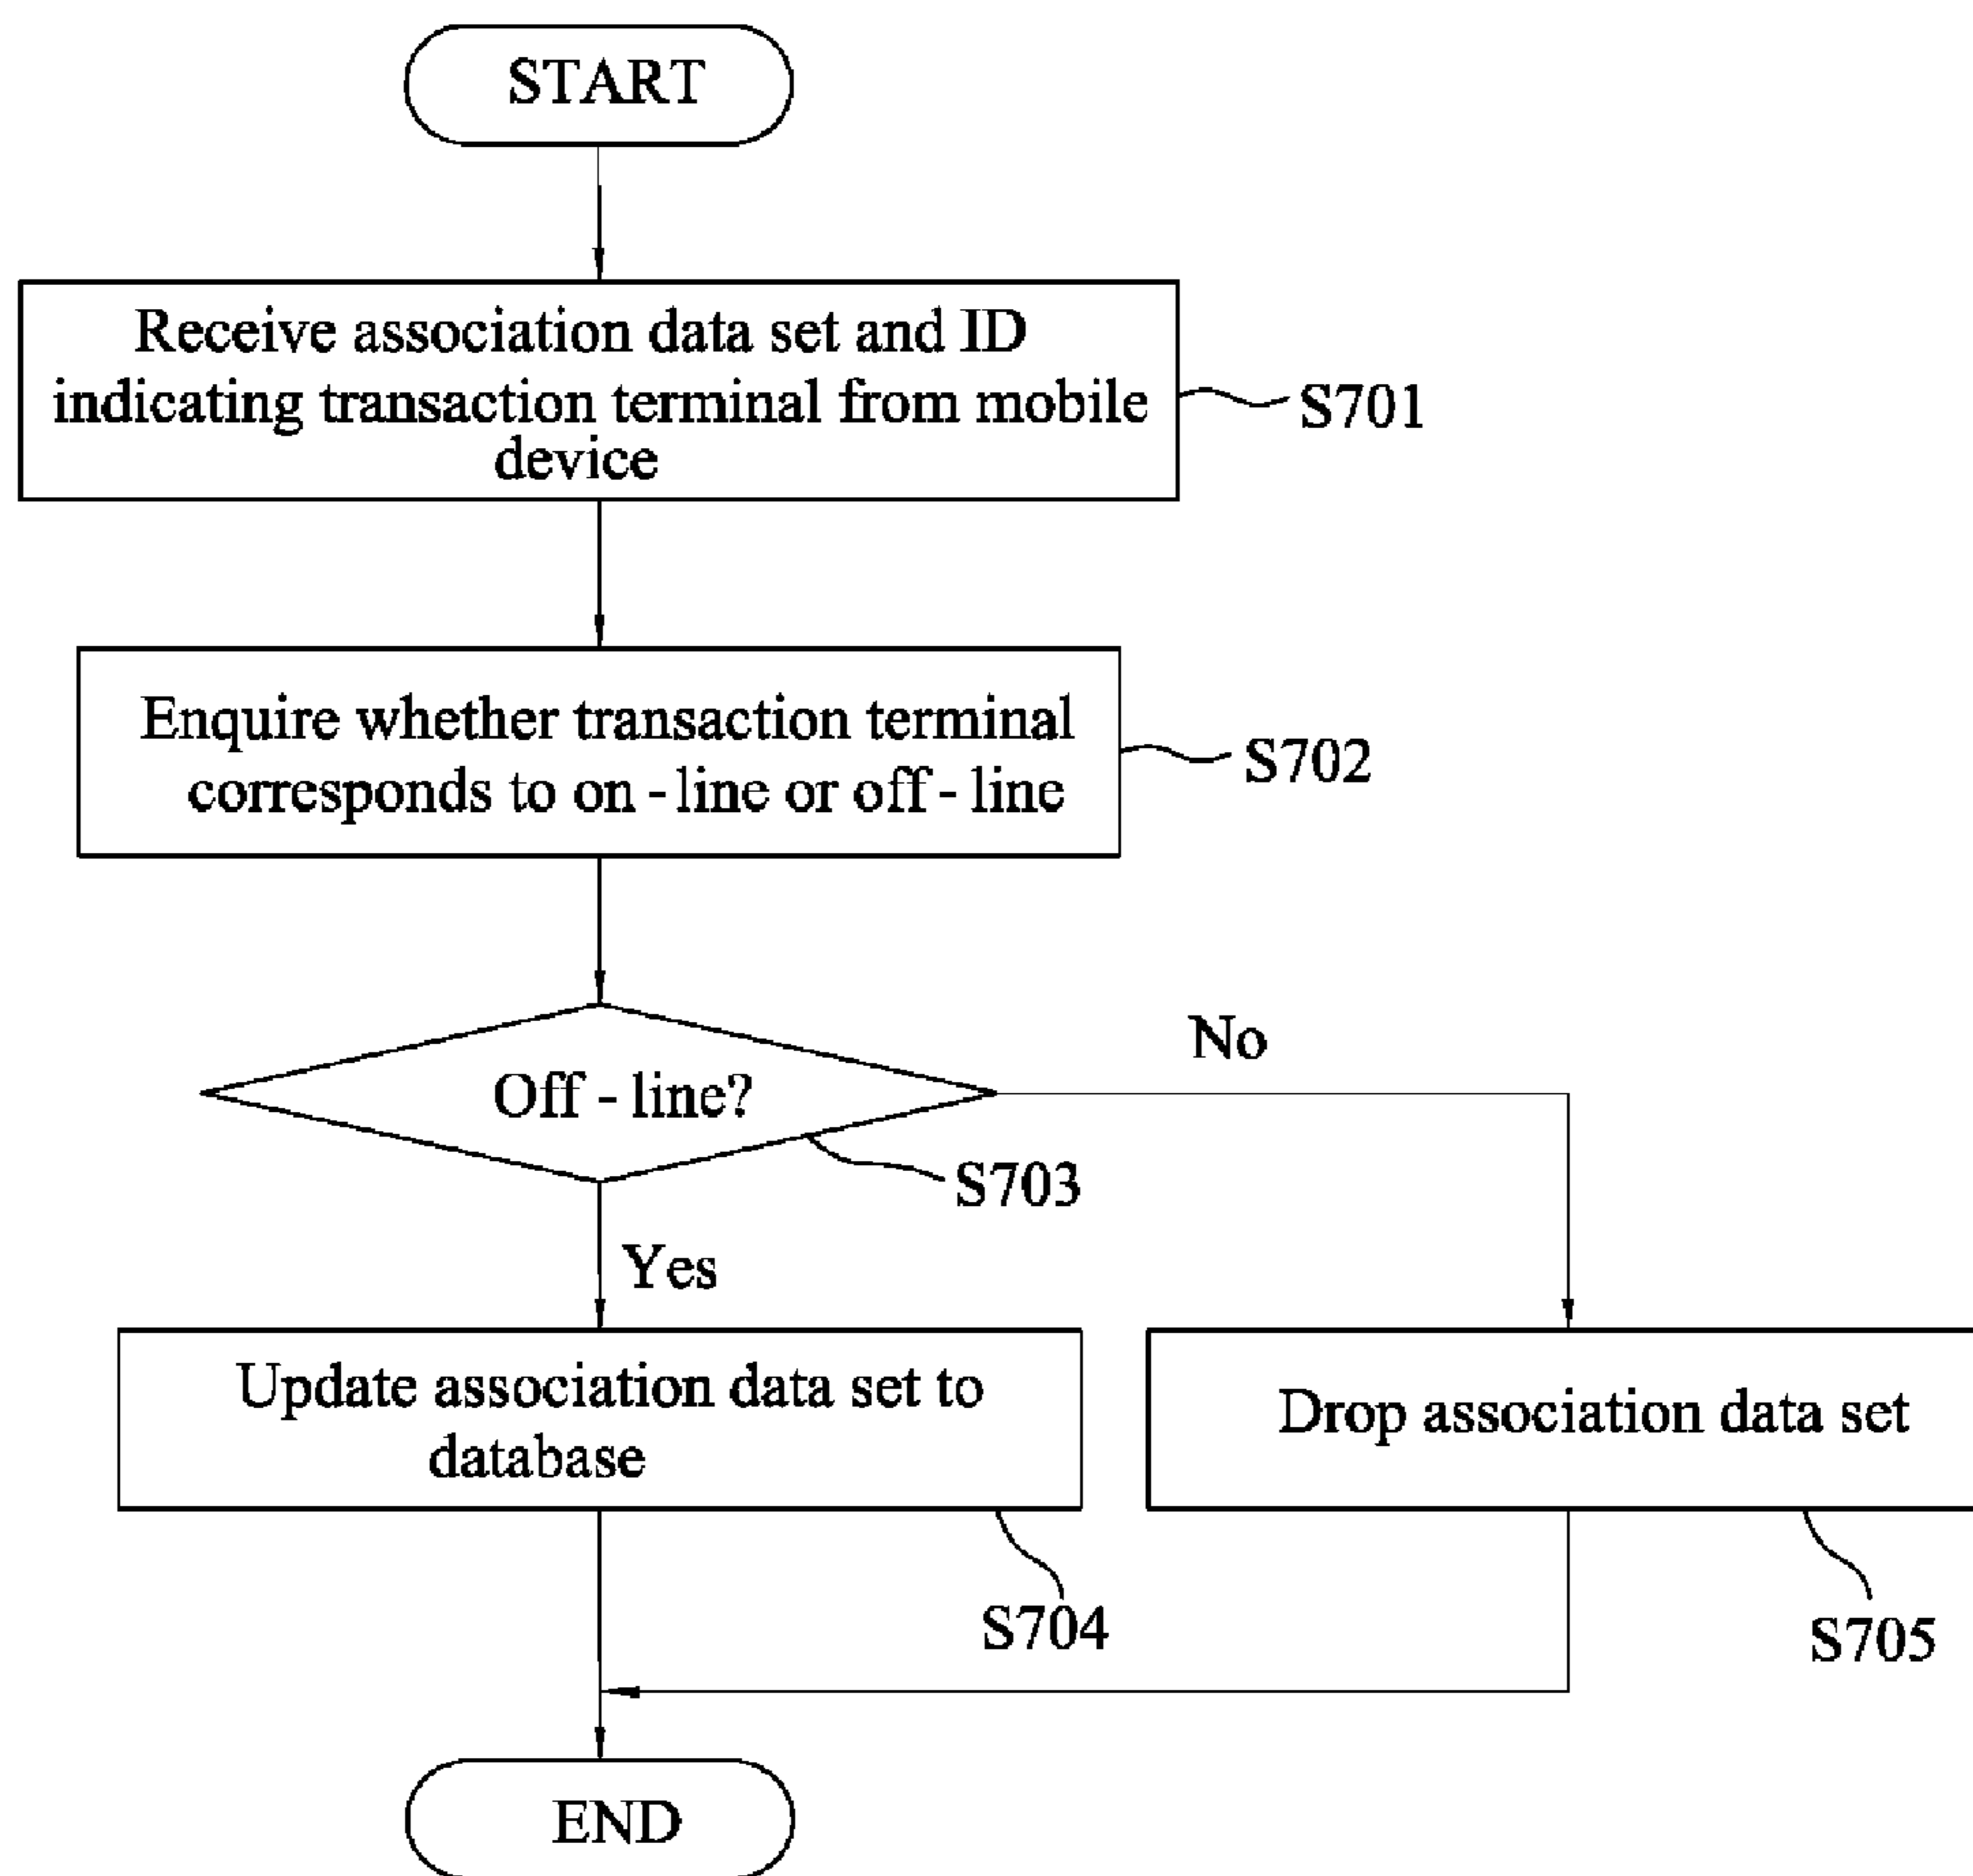 START
Receive association data set and ID
indicating transaction terminal from mobile
device
S701
Enquire whether transaction terminal
corresponds to on - line or off - line
S702
Off - line?
No
S703
Yes
Update association data set to
database
Drop association data set
S704
S705
END